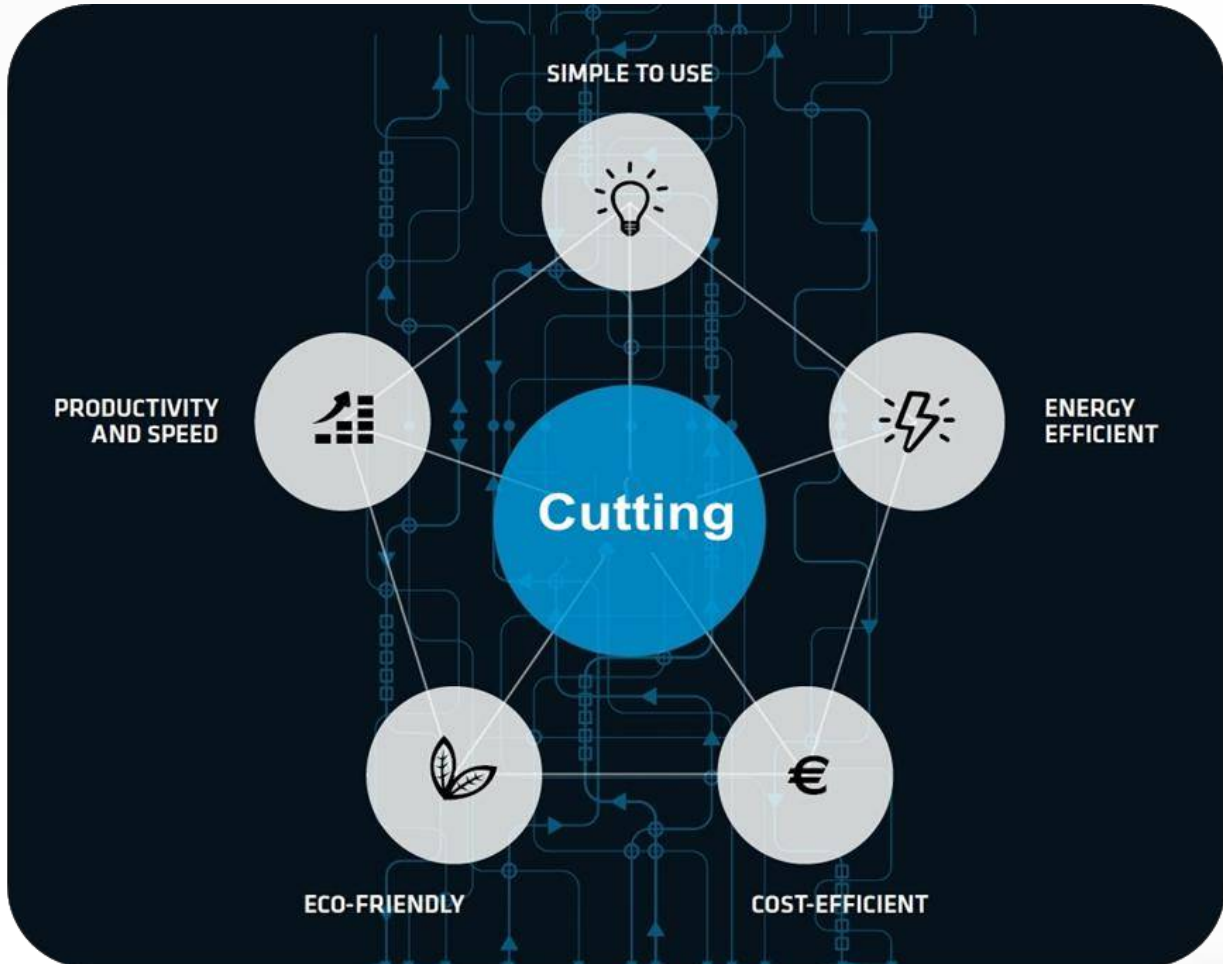 SIMPLE TO USE
PRODUCTIVITY
AND SPEED
ENERGY
EFFICIENT
Cutting
€
ECO-FRIENDLY
COST-EFFICIENT